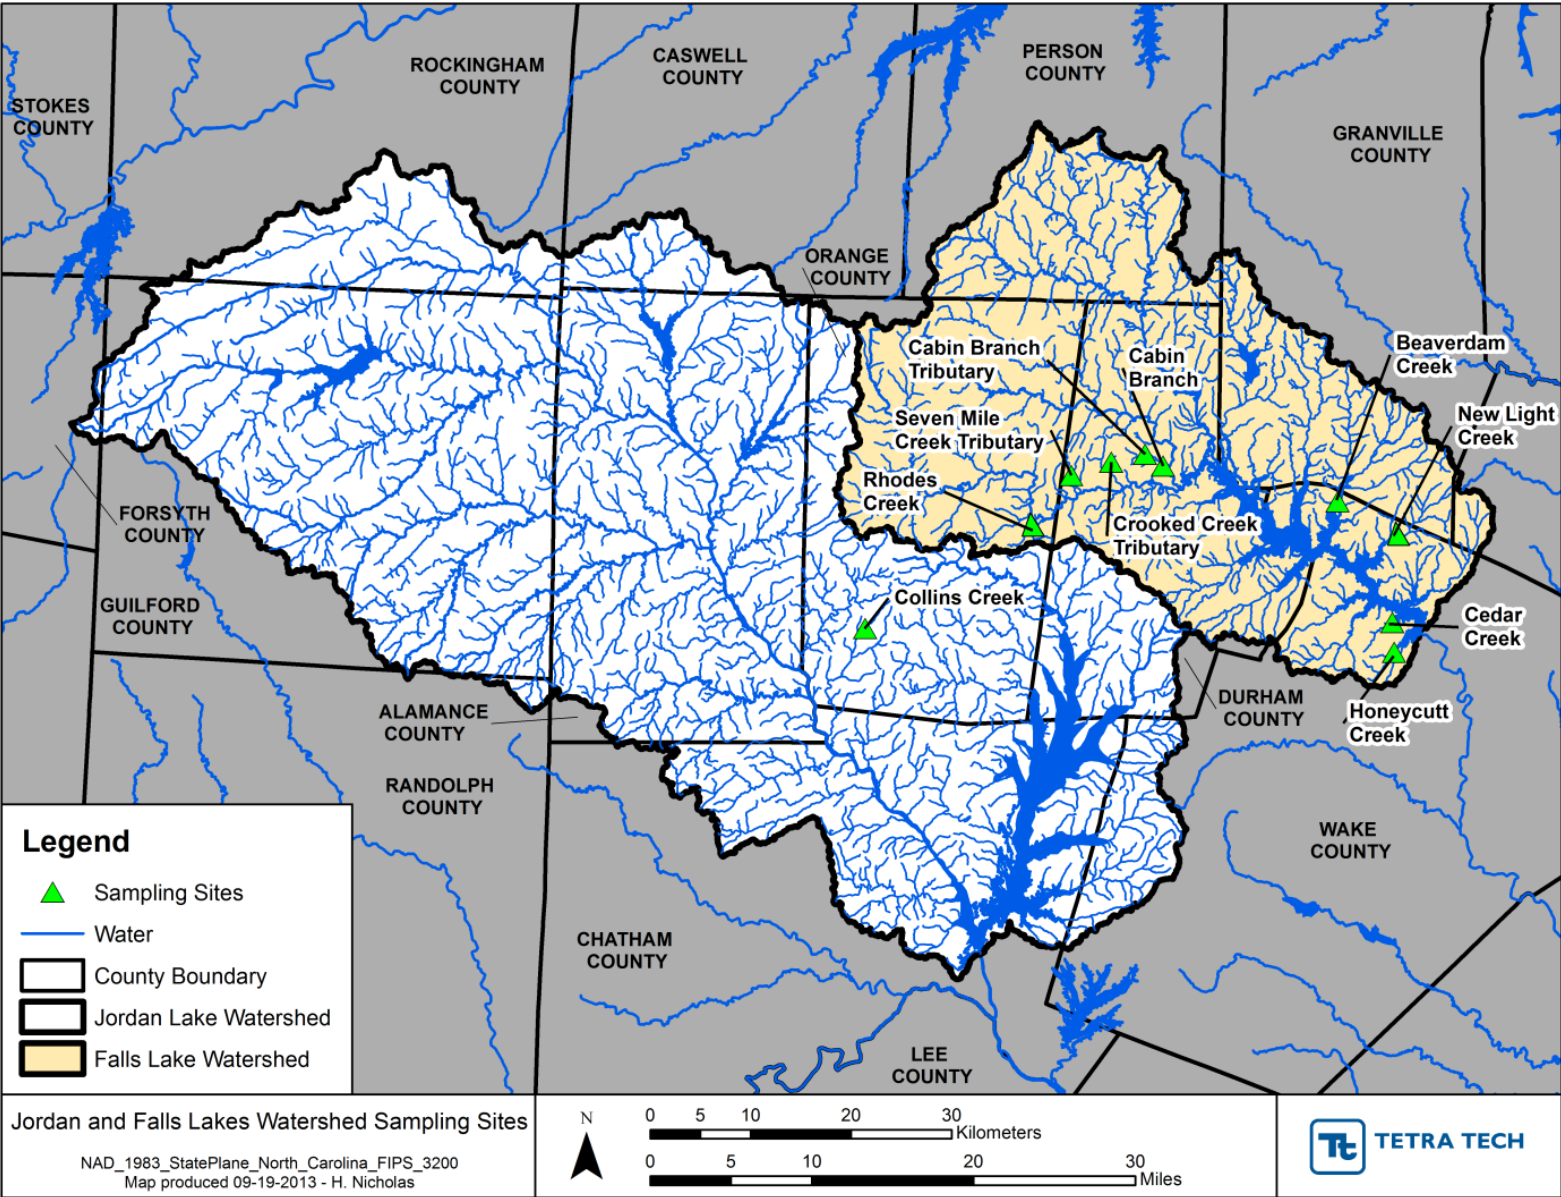 STOKES
COUNTY
ROCKINGHAM
COUNTY
CASWELL
COUNTY
PERSON
COUNTY
GRANVILLE
COUNTY
ORANGE
COUNTY
Cabin Branch
Tributary
Cabin
Branch
Beaverdam
Creek
Seven Mile
Creek Tributary
New Light
Creek
Rhodes
Creek
Crooked Creek
Tributary
FORSYTH
COUNTY
GUILFORD
COUNTY
Collins Creek
Cedar
Creek
ALAMANCE
COUNTY
DURHAM
COUNTY
Honeycutt
Creek
RANDOLPH
COUNTY
WAKE
COUNTY
CHATHAM
COUNTY
LEE
COUNTY
Legend
Sampling Sites
Water
County Boundary
Jordan Lake Watershed
Falls Lake Watershed
Jordan and Falls Lakes Watershed Sampling Sites
NAD_1983_StatePlane_North_Carolina_FIPS_3200
Map produced 09-19-2013 - H. Nicholas
N
0 5 10 20 30
Kilometers
0 5 10 20 30
Miles
Tt TETRA TECH